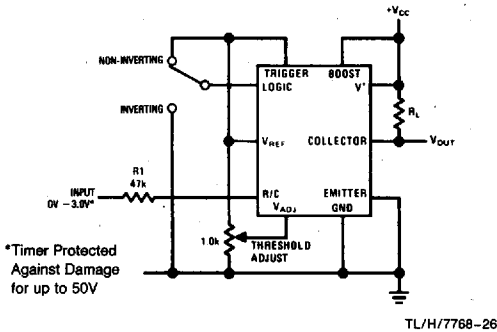 +VCC
NON-INVERTING
TRIGGER
BOOST
LOGIC
V+
RL
INVERTING
VREF
COLLECTOR
VOUT
R1
47k
INPUT
0V –3.0V*
R/C
EMITTER
VADJ
GND
1.0k
THRESHOLD
ADJUST
*Timer Protected
Against Damage
for up to 50V
TL/H/7768-26